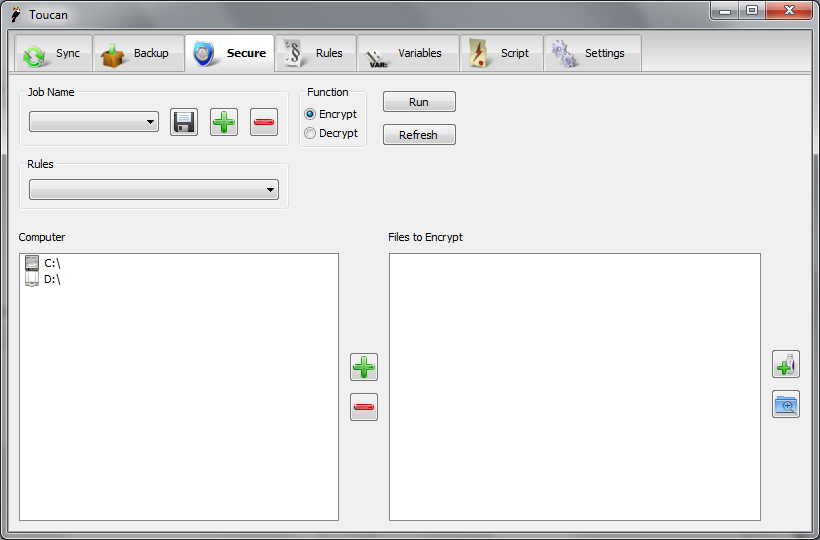 Toucan
Sync
Backup
Secure
Rules
VAR:
Variables
Script
Settings
Job Name
Function
Encrypt
Decrypt
Run
Refresh
Rules
Computer
Files to Encrypt
C:\
D:\